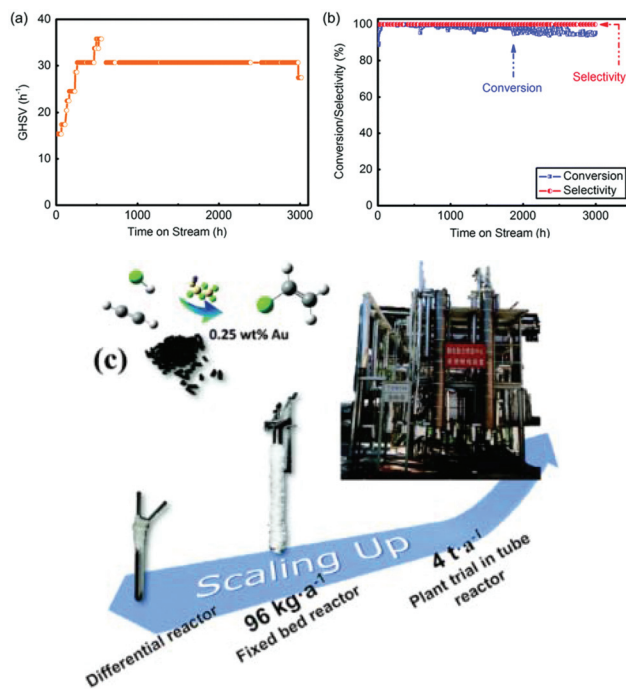 (a)
GHSV (h⁻¹)
40
30
20
10
0
0
1000
2000
3000
Time on Stream (h)
(b)
Conversion/Selectivity (%)
100
80
60
40
20
0
0
1000
2000
3000
Time on Stream (h)
Conversion
Selectivity
Conversion
Selectivity
(c)
0.25 wt% Au
Scaling Up
Differential reactor
96 kg·a⁻¹
Fixed bed reactor
4 t·a⁻¹
Plant trial in tube
reactor